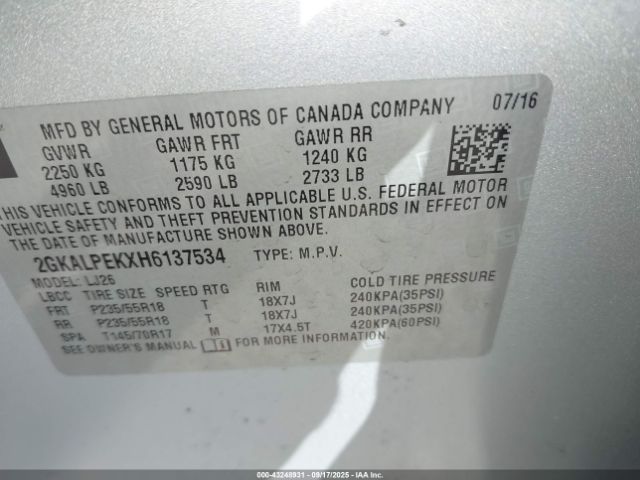 MFD BY GENERAL MOTORS OF CANADA COMPANY 07/16
GVWR GAWR FRT GAWR RR
2250 KG 1175 KG 1240 KG
4960 LB 2590 LB 2733 LB
THIS VEHICLE CONFORMS TO ALL APPLICABLE U.S. FEDERAL MOTOR
VEHICLE SAFETY AND THEFT PREVENTION STANDARDS IN EFFECT ON
THE DATE OF MANUFACTURE SHOWN ABOVE.
2GKALPEKXH6137534 TYPE: M.P.V.
MODEL: LJ26
LBCC TIRE SIZE SPEED RTG RIM COLD TIRE PRESSURE
FRT P235/55R18 T 18X7J 240KPA(35PSI)
RR P235/55R18 T 18X7J 240KPA(35PSI)
SPA T145/70R17 M 17X4.5T 420KPA(60PSI)
SEE OWNER'S MANUAL FOR MORE INFORMATION.
000-43248931 - 09/17/2025 - IAAI.COM